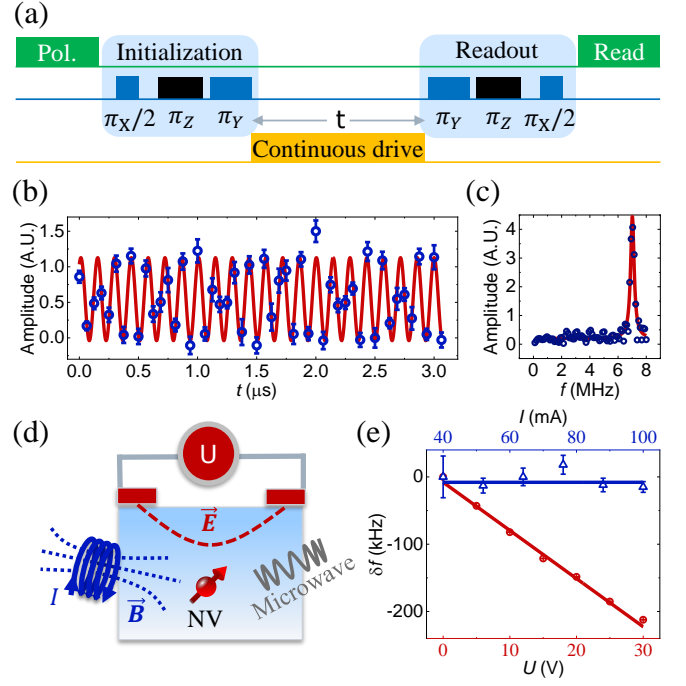 (a)
Pol.
Initialization
Readout
Read
π_X/2
π_Z
π_Y
t
π_Y
π_Z
π_X/2
Continuous drive
(b)
Amplitude (A.U.)
1.5
1.0
0.5
0.0
0.0 0.5 1.0 1.5 2.0 2.5 3.0
t (μs)
(c)
Amplitude (A.U.)
4
3
2
1
0
0 2 4 6 8
f (MHz)
(d)
U
E
I
B
NV
Microwave
(e)
I (mA)
40 60 80 100
δf (kHz)
0
-100
-200
0 10 20 30
U (V)